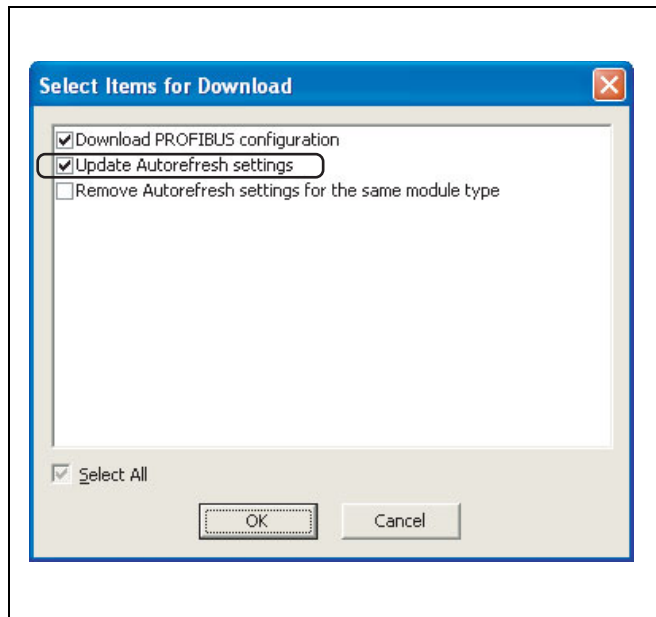 Select Items for Download
Download PROFIBUS configuration
Update Autorefresh settings
Remove Autorefresh settings for the same module type
Select All
OK Cancel